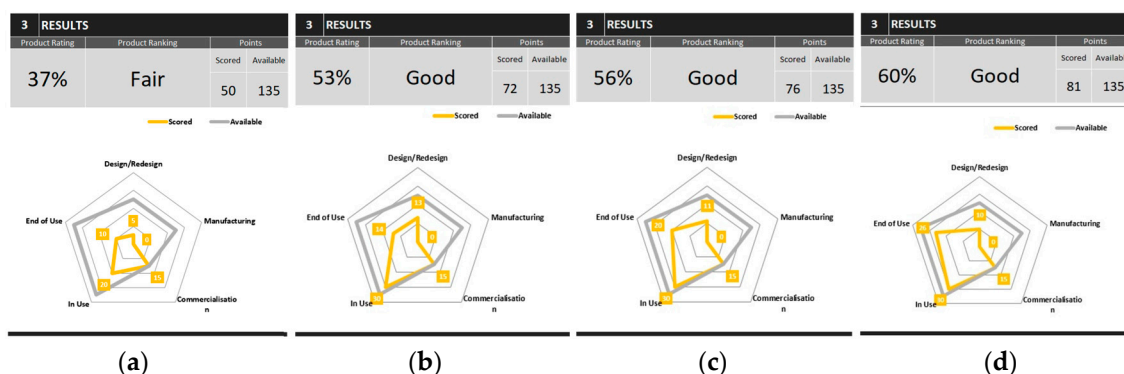 3 RESULTS
Product Rating Product Ranking Points
Scored Available
37% Fair
50 135
Scored Available
Design/Redesign
End of Use Manufacturing
5
10 0
20 15
In Use Commercialisatio
n
(a)
3 RESULTS
Product Rating Product Ranking Points
Scored Available
53% Good
72 135
Scored Available
Design/Redesign
End of Use Manufacturing
13
14 0
30 15
In Use Commercialisatio
n
(b)
3 RESULTS
Product Rating Product Ranking Points
Scored Available
56% Good
76 135
Scored Available
Design/Redesign
End of Use Manufacturing
11
20 0
30 15
In Use Commercialisatio
n
(c)
3 RESULTS
Product Rating Product Ranking Points
Scored Availabl
60% Good
81 135
Scored Available
Design/Redesign
End of Use Manufacturing
10
26 0
30 15
In Use Commercialisatio
n
(d)